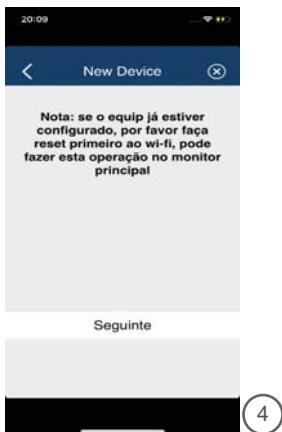 20:09
New Device
Nota: se o equip já estiver
configurado, por favor faça
reset primeiro ao wi-fi, pode
fazer esta operação no monitor
principal
Seguinte
4